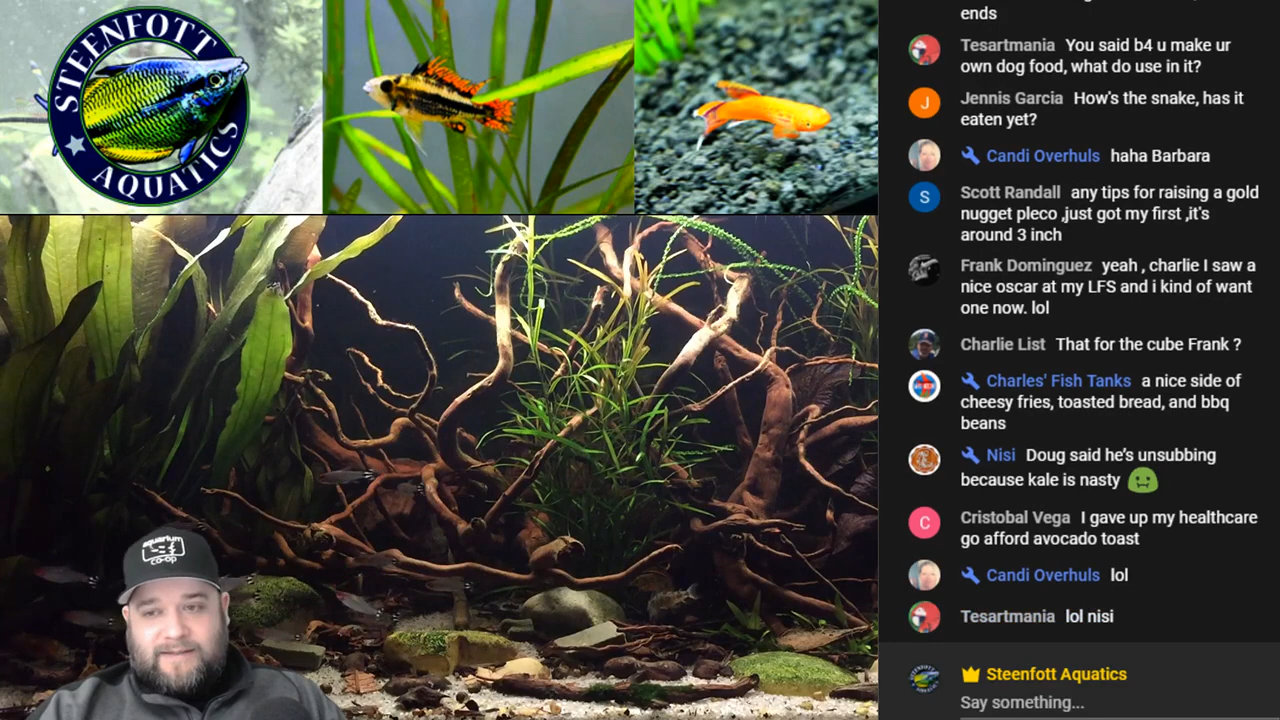 STEENFOTT
AQUATICS
aquarium
co-op
ends
Tesartmania You said b4 u make ur
own dog food, what do use in it?
J
Jennis Garcia How's the snake, has it
eaten yet?
Candi Overhuls haha Barbara
S
Scott Randall any tips for raising a gold
nugget pleco ,just got my first ,it's
around 3 inch
Frank Dominguez yeah , charlie I saw a
nice oscar at my LFS and i kind of want
one now. lol
Charlie List That for the cube Frank ?
Charles' Fish Tanks a nice side of
cheesy fries, toasted bread, and bbq
beans
Nisi Doug said he's unsubbing
because kale is nasty
C
Cristobal Vega I gave up my healthcare
go afford avocado toast
Candi Overhuls lol
Tesartmania lol nisi
Steenfott Aquatics
Say something...